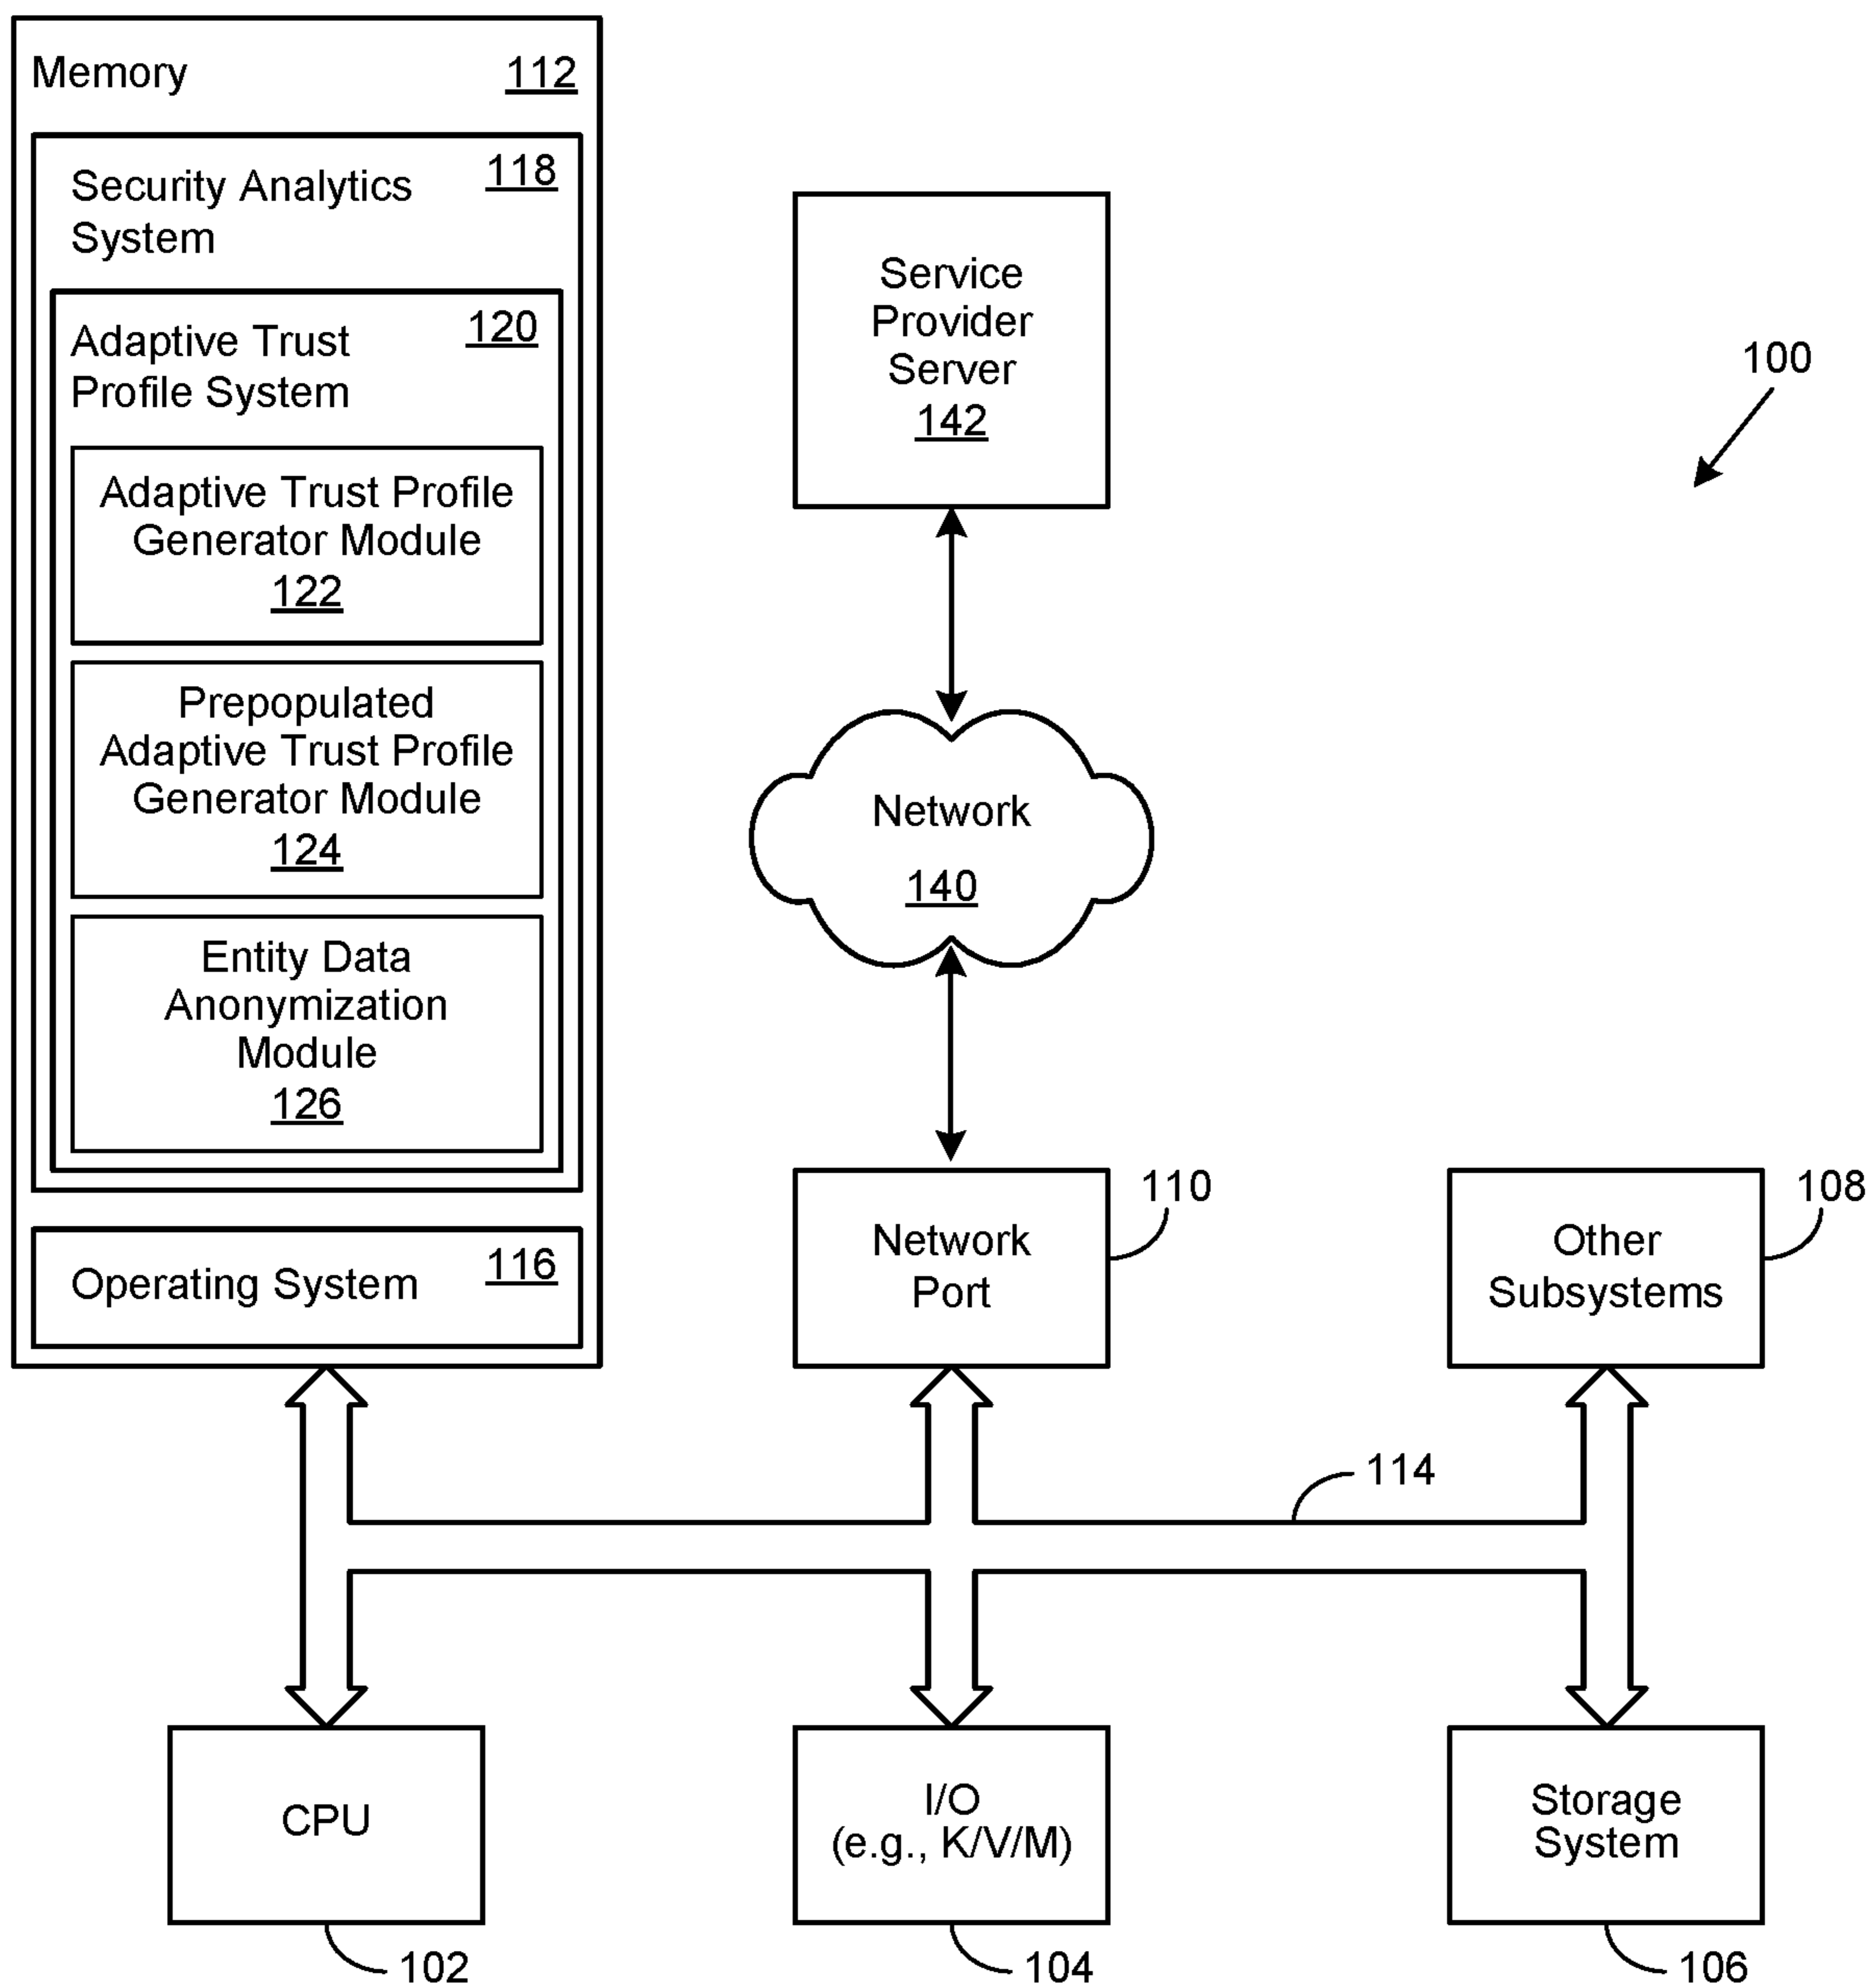 Memory 112
Security Analytics 118
System
Adaptive Trust 120
Profile System
Adaptive Trust Profile
Generator Module
122
Prepopulated
Adaptive Trust Profile
Generator Module
124
Entity Data
Anonymization
Module
126
Operating System 116
Service
Provider
Server
142
100
Network
140
Network
Port
110
Other
Subsystems
108
114
CPU
102
I/O
(e.g., K/V/M)
104
Storage
System
106